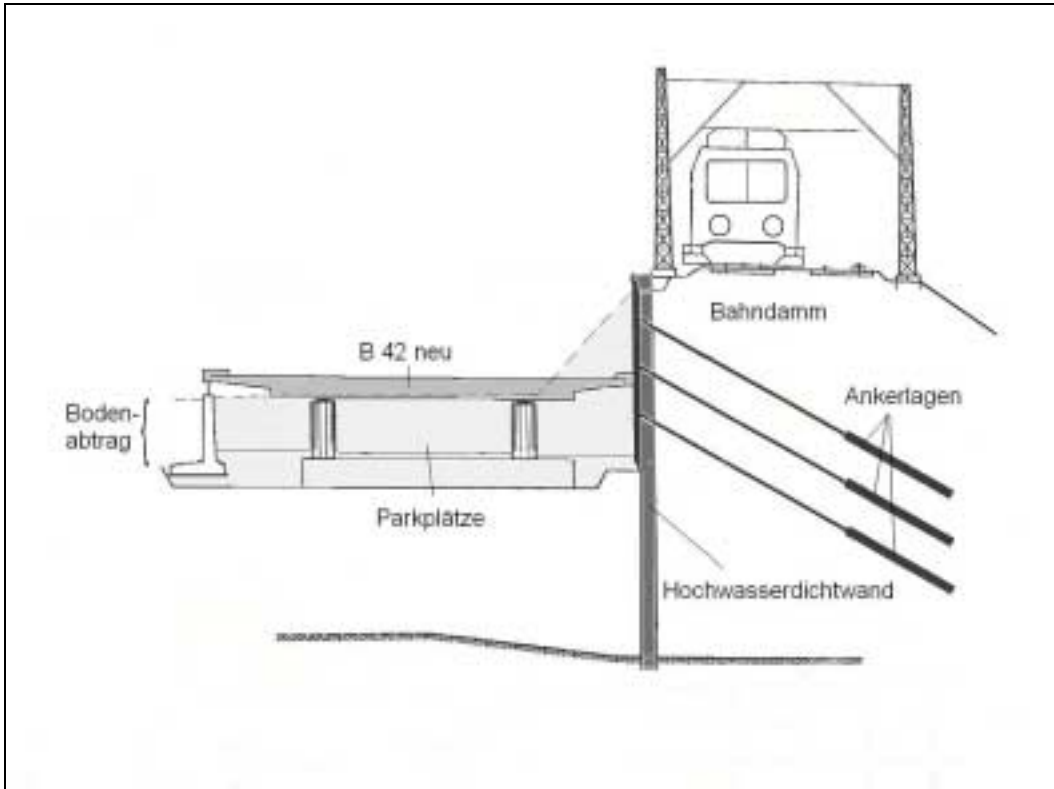 Bahndamm
B 42 neu
Boden-
abtrag
Ankerlagen
Parkplätze
Hochwasserdichtwand